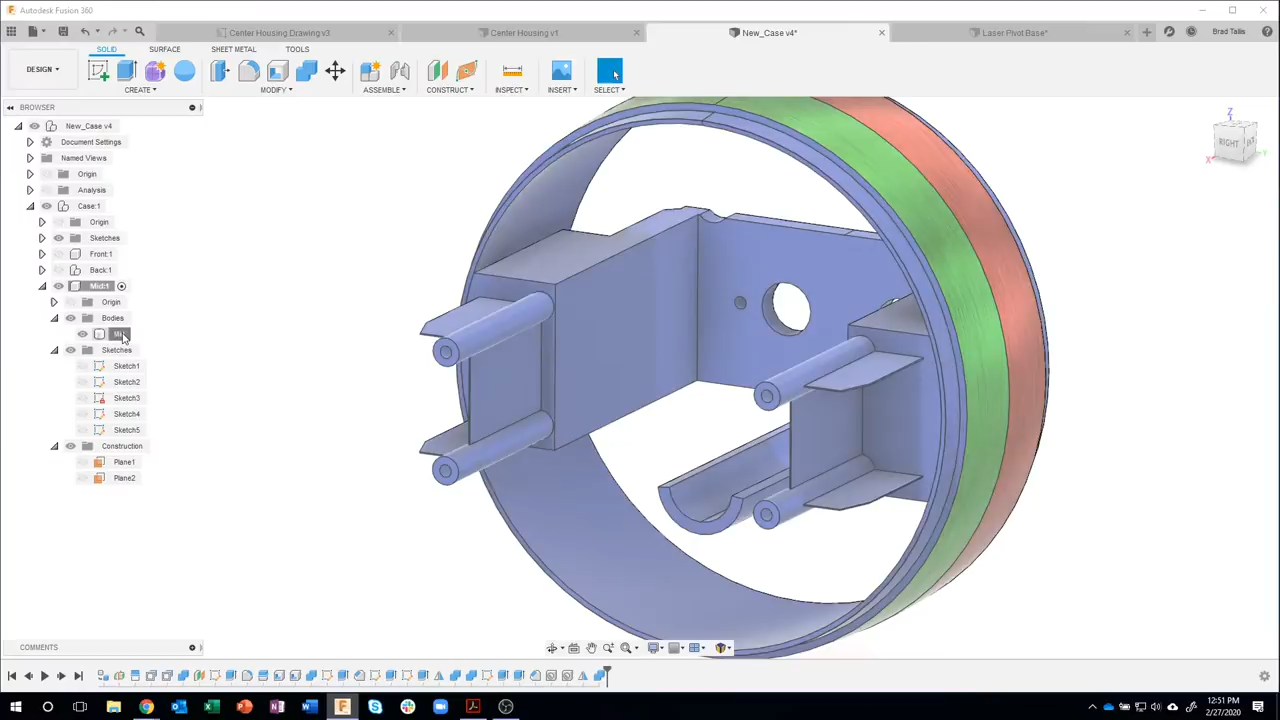 Autodesk Fusion 360
Center Housing Drawing v3
Center Housing v1
New_Case v4*
Laser Pivot Base*
Brad Tallis
SOLID
SURFACE
SHEET METAL
TOOLS
DESIGN
CREATE
MODIFY
ASSEMBLE
CONSTRUCT
INSPECT
INSERT
SELECT
BROWSER
New_Case v4
Document Settings
Named Views
Origin
Analysis
Case:1
Origin
Sketches
Front:1
Back:1
Mid:1
Origin
Bodies
Sketches
Sketch1
Sketch2
Sketch3
Sketch4
Sketch5
Construction
Plane1
Plane2
Z
RIGHT
X
Y
COMMENTS
12:51 PM
2/27/2020